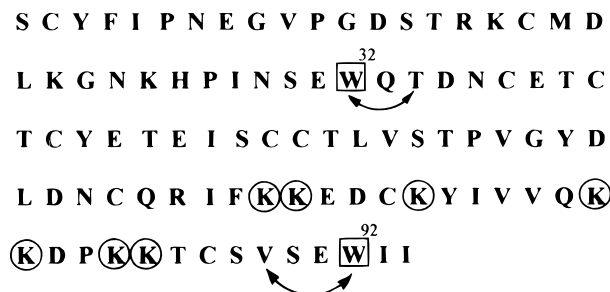 S C Y F I P N E G V P G D S T R K C M D
32
L K G N K H P I N S E W Q T D N C E T C
T C Y E T E I S C C T L V S T P V G Y D
L D N C Q R I F K K E D C K Y I V V Q K
92
K D P K K T C S V S E W I I